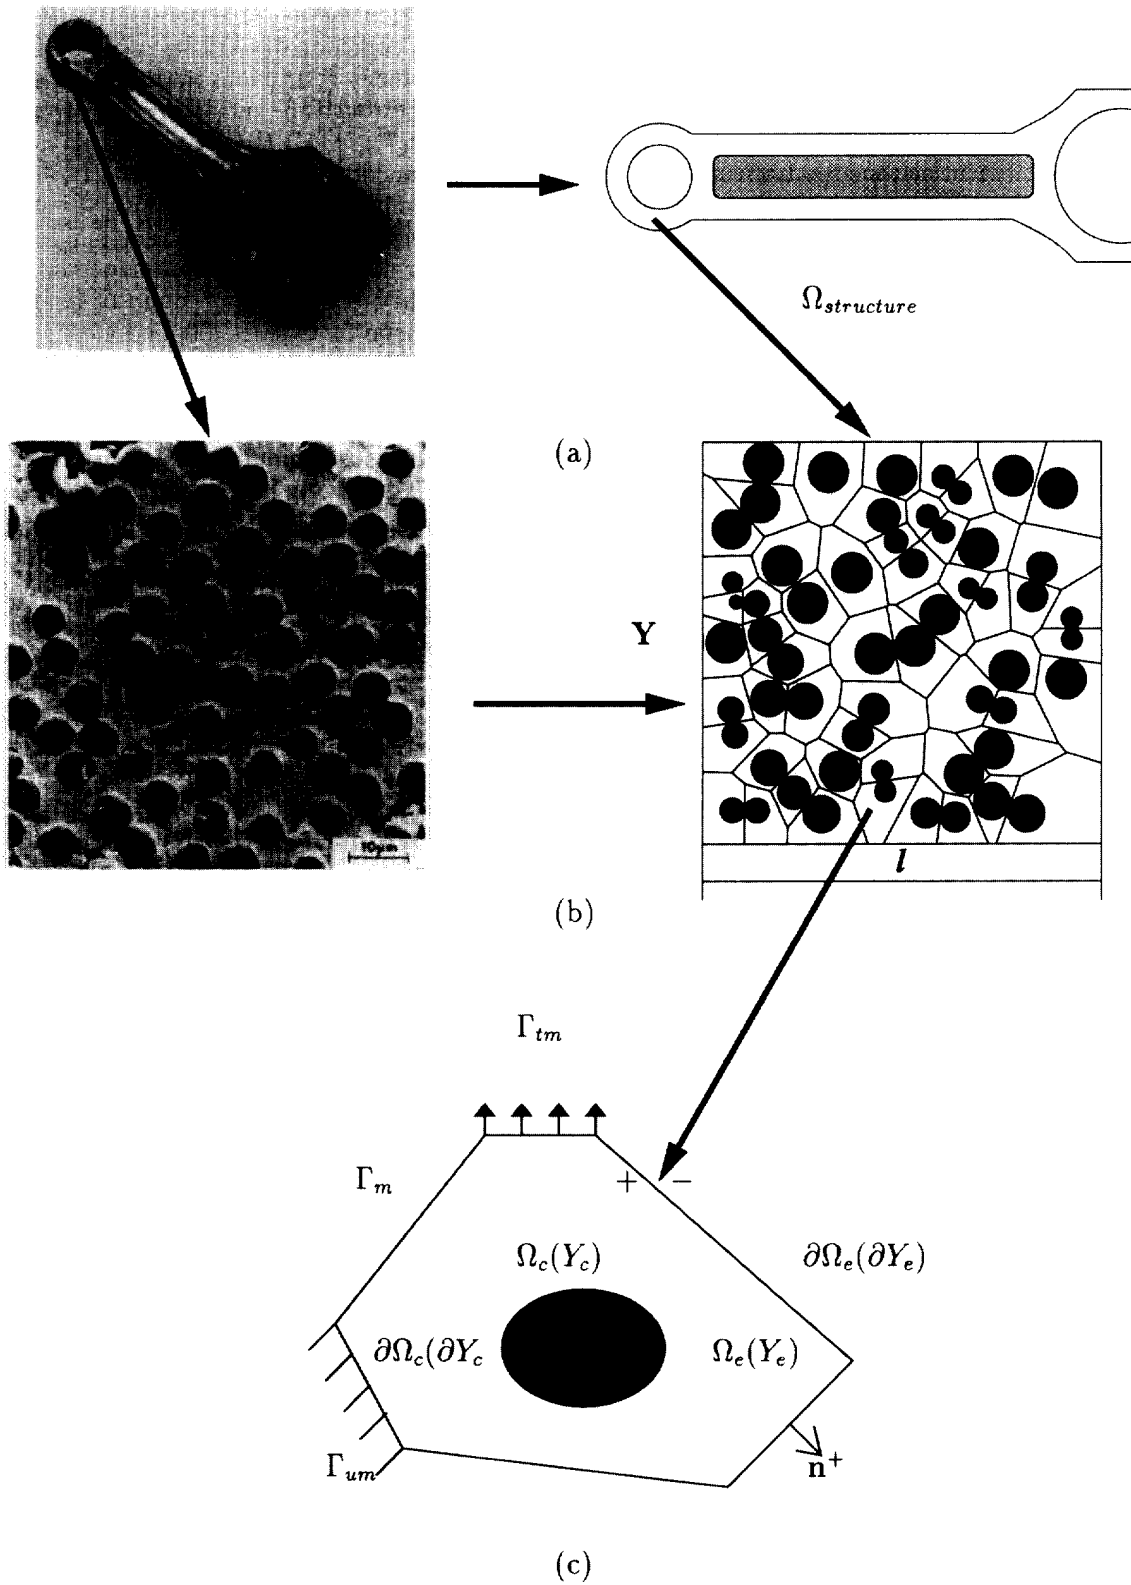 Ω_structure
(a)
Y
10μm
l
(b)
Γ_tm
Γ_m
+ −
Ω_c(Y_c)
∂Ω_e(∂Y_e)
∂Ω_c(∂Y_c
Ω_e(Y_e)
Γ_um
n⁺
(c)